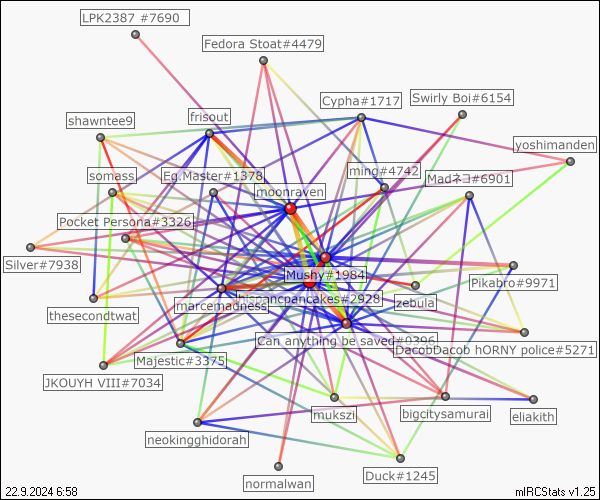 LPK2387 #7690
Fedora Stoat#4479
Cypha#1717
Swirly Boi#6154
shawntee9
frisout
yoshimanden
somass
Eg.Master#1378
ming#4742
Madネコ#6901
moonraven
Pocket Persona#3326
Silver#7938
Mushy#1984
Pikabro#9971
hispancpancakes#2928
zebula
thesecondtwat
marcemadness
Can anything be saved?#0396
DacobDacob hORNY police#5271
Majestic#3375
JKOUYH VIII#7034
mukszi
bigcitysamurai
eliakith
neokingghidorah
normalwan
Duck#1245
22.9.2024 6:58
mIRCStats v1.25